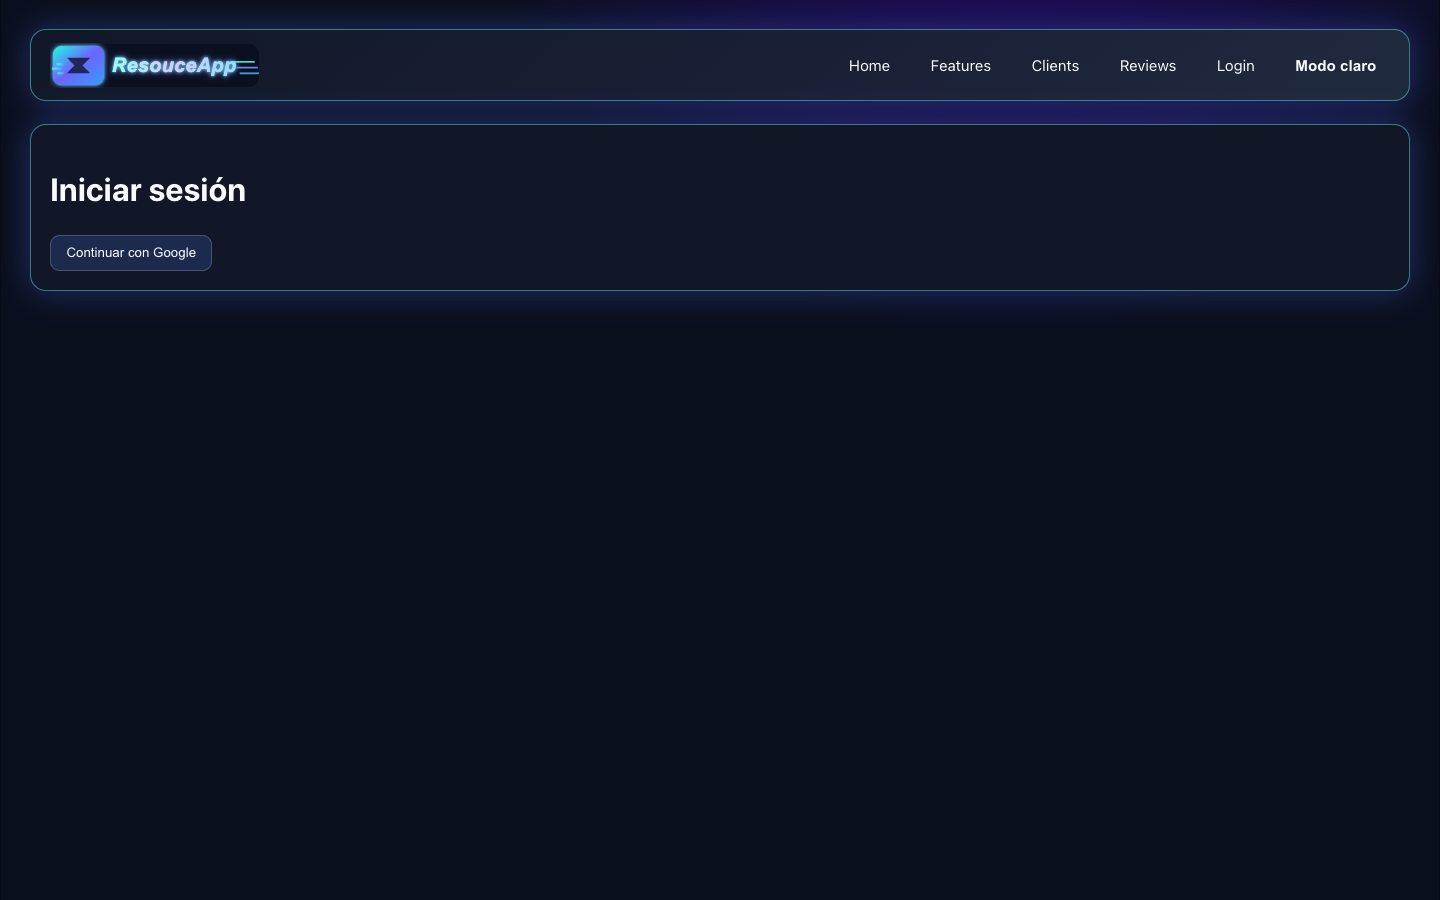 ResouceApp
Home Features Clients Reviews Login Modo claro
Iniciar sesión
Continuar con Google